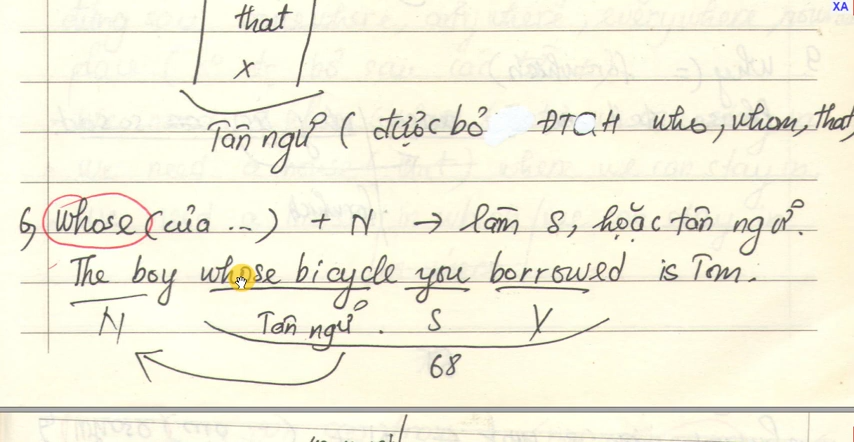 XA
that
x
Tân ngữ (được bỏ ĐTQH who, whom, that,
6, Whose (của ...) + N → làm S, hoặc tân ngữ.
The boy whose bicycle you borrowed is Tom.
N Tân ngữ. S V
68